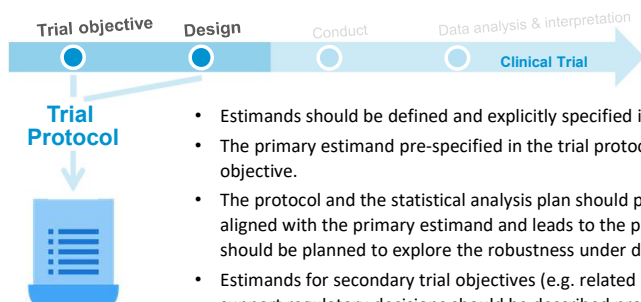 Trial objective Design Conduct Data analysis & interpretation
Clinical Trial
Trial
Protocol
• Estimands should be defined and explicitly specified i
• The primary estimand pre-specified in the trial protoc
objective.
• The protocol and the statistical analysis plan should p
aligned with the primary estimand and leads to the p
should be planned to explore the robustness under d
• Estimands for secondary trial objectives (e.g. related